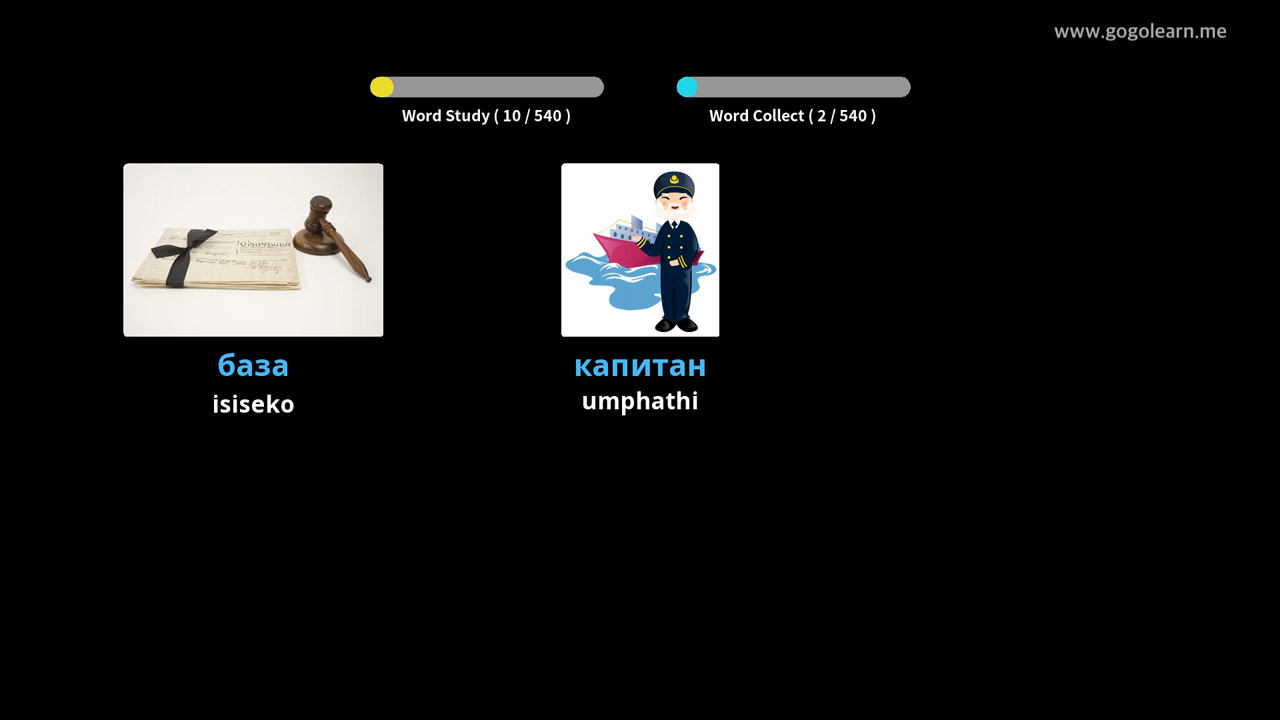 www.gogolearn.me
Word Study ( 10 / 540 )
Word Collect ( 2 / 540 )
база
isiseko
капитан
umphathi